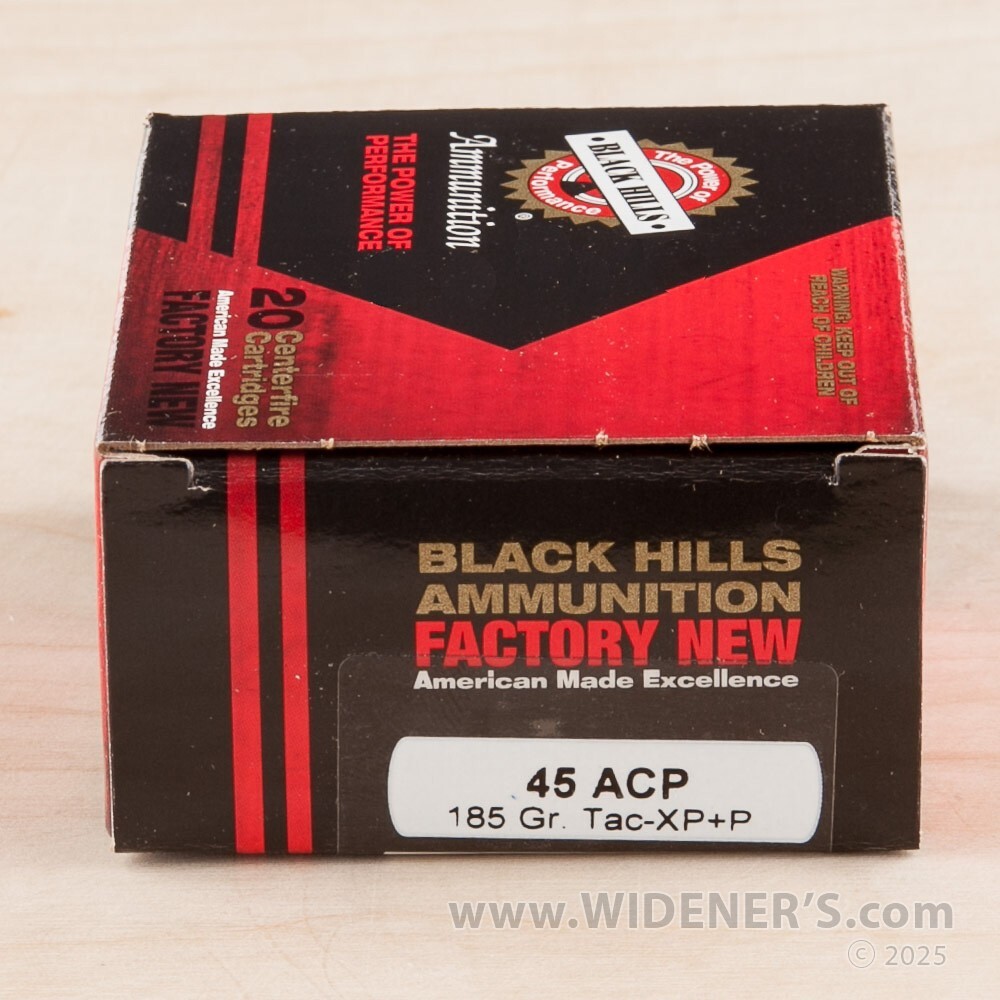 BLACK HILLS
The Power of
Performance
Ammunition
®
THE POWER OF
PERFORMANCE
WARNING: KEEP OUT OF
REACH OF CHILDREN
20 Centerfire
Cartridges
American Made Excellence
FACTORY NEW
BLACK HILLS
AMMUNITION
FACTORY NEW
American Made Excellence
45 ACP
185 Gr. Tac-XP+P
www.WIDENER'S.com
© 2025